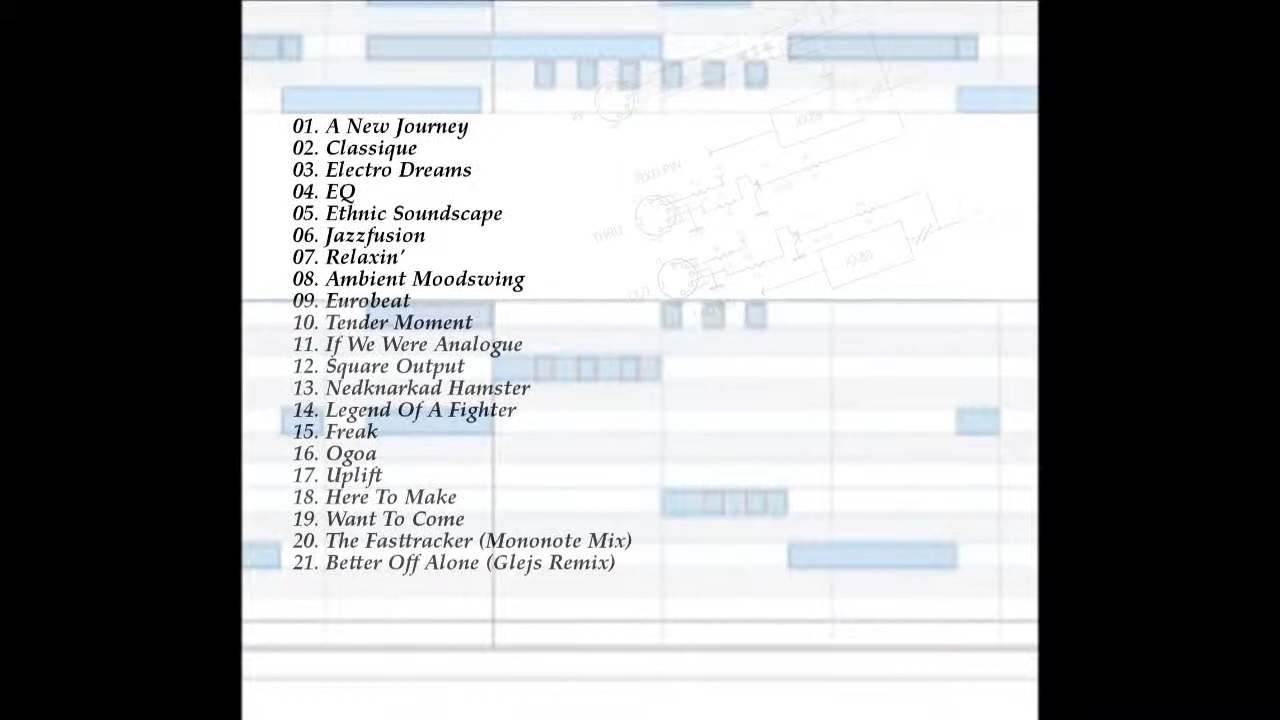 01. A New Journey
02. Classique
03. Electro Dreams
04. EQ
05. Ethnic Soundscape
06. Jazzfusion
07. Relaxin’
08. Ambient Moodswing
09. Eurobeat
10. Tender Moment
11. If We Were Analogue
12. Square Output
13. Nedknarkad Hamster
14. Legend Of A Fighter
15. Freak
16. Ogoa
17. Uplift
18. Here To Make
19. Want To Come
20. The Fasttracker (Mononote Mix)
21. Better Off Alone (Glejs Remix)
THRU
OUT